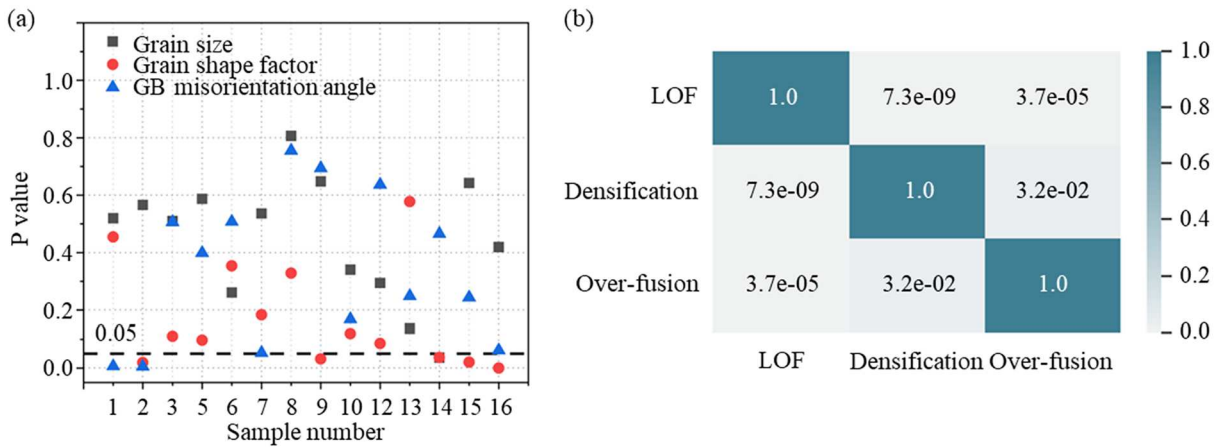 (a)
Grain size
Grain shape factor
GB misorientation angle
1.0
0.8
0.6
0.4
0.2
0.0
P value
0.05
1 2 3 5 6 7 8 9 10 12 13 14 15 16
Sample number
(b)
LOF 1.0 7.3e-09 3.7e-05
Densification 7.3e-09 1.0 3.2e-02
Over-fusion 3.7e-05 3.2e-02 1.0
LOF Densification Over-fusion
1.0
0.8
0.6
0.4
0.2
0.0